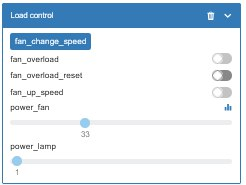 Load control
fan_change_speed
fan_overload
fan_overload_reset
fan_up_speed
power_fan
33
power_lamp
1